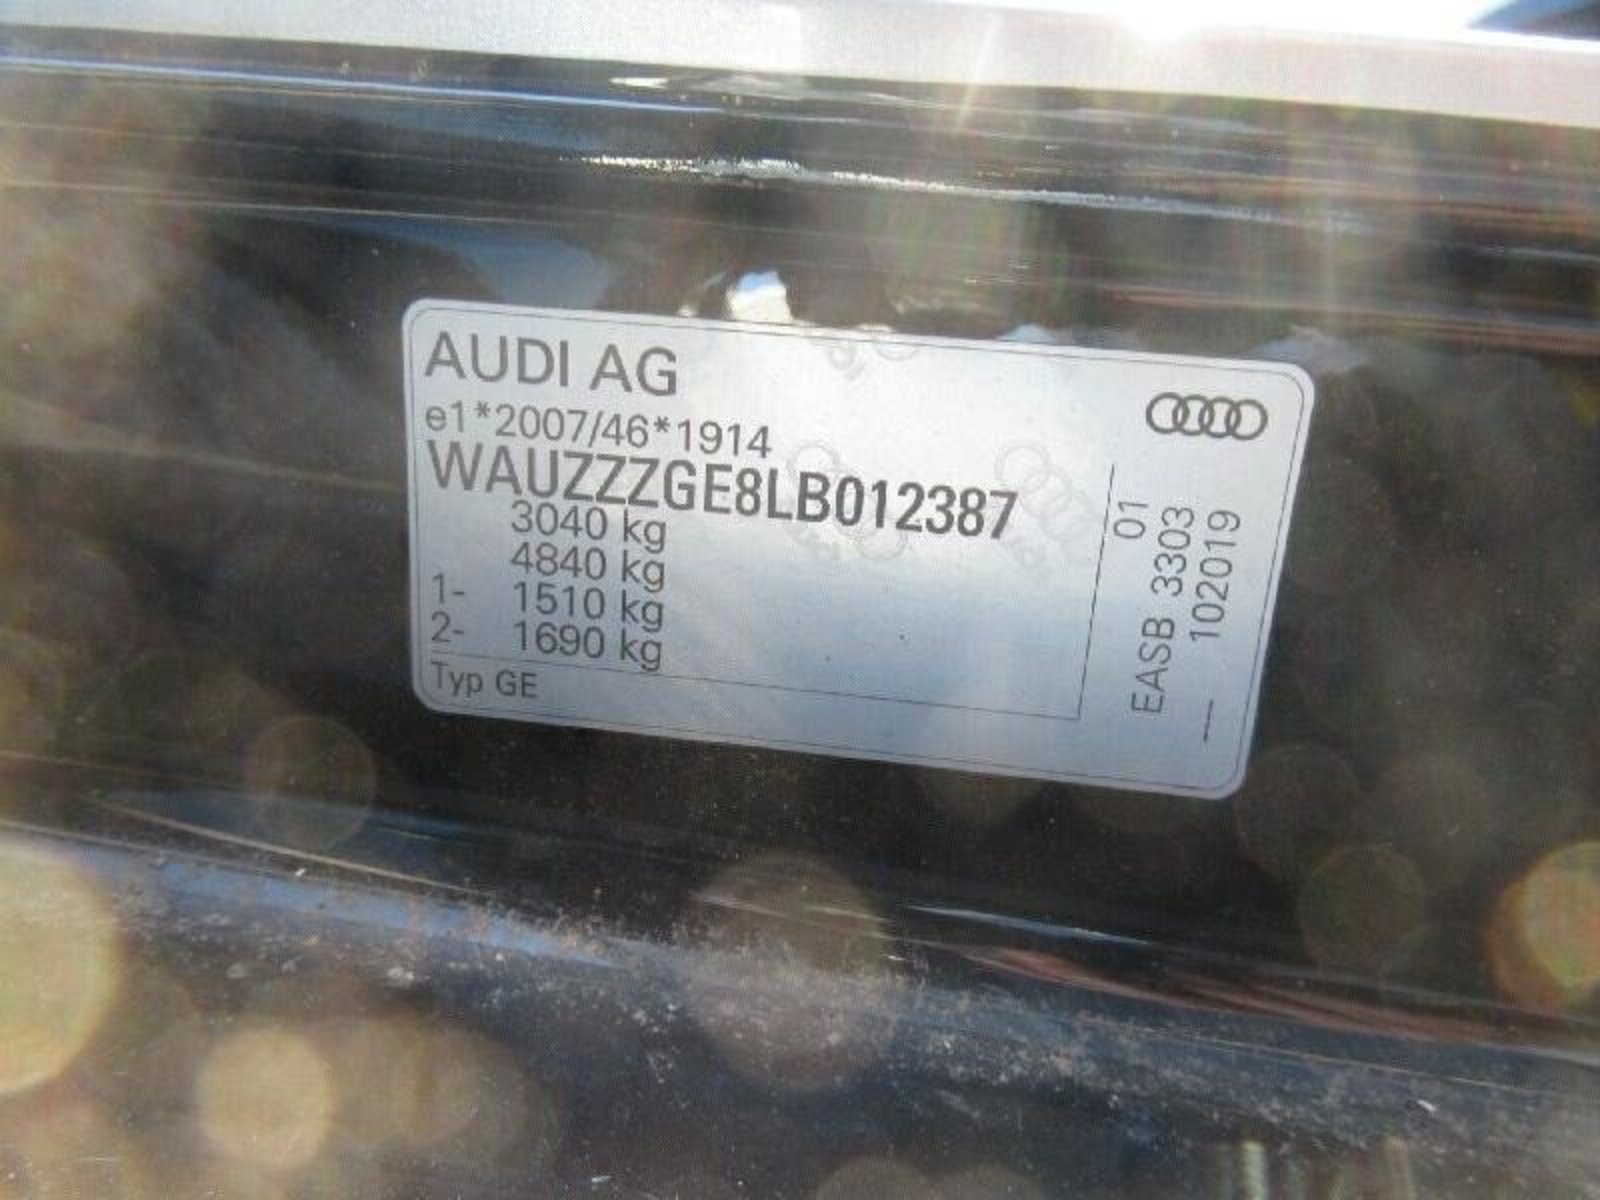 AUDI AG
e1*2007/46*1914
WAUZZZGE8LB012387
3040 kg
4840 kg
1- 1510 kg
2- 1690 kg
Typ GE
01
EASB 3303
--- 102019